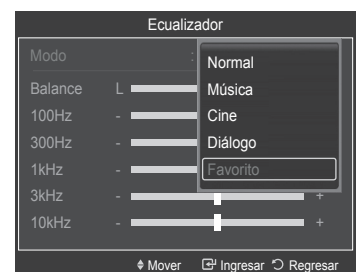 Ecualizador
Modo :
Normal
Música
Cine
Diálogo
Favorito
Balance L
100Hz -
300Hz -
1kHz -
3kHz - +
10kHz - +
Mover Ingresar Regresar